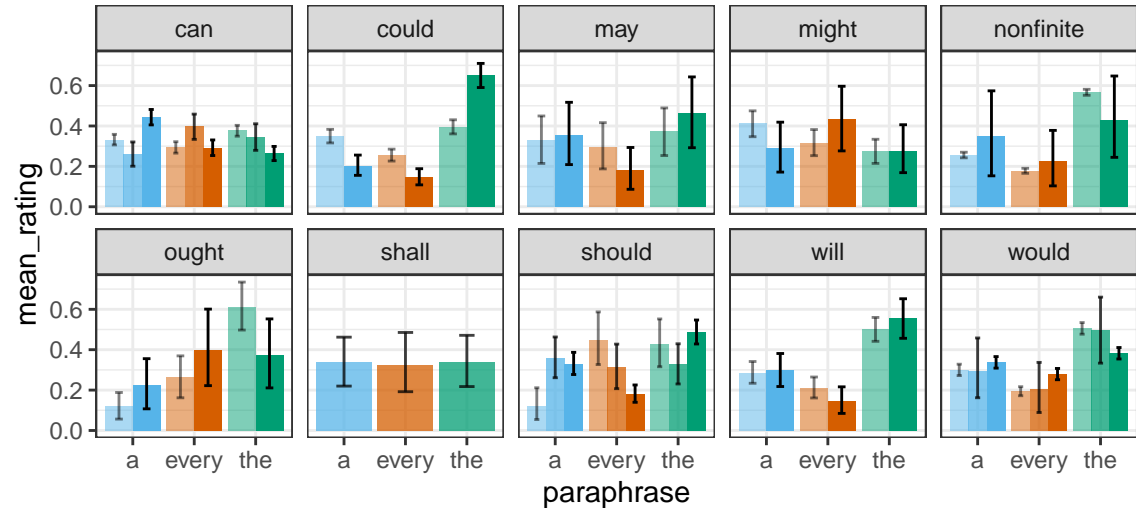 can could may might nonfinite
0.6
0.4
0.2
0.0
ought shall should will would
0.6
0.4
0.2
0.0
mean_rating
a every the a every the a every the a every the a every the
paraphrase